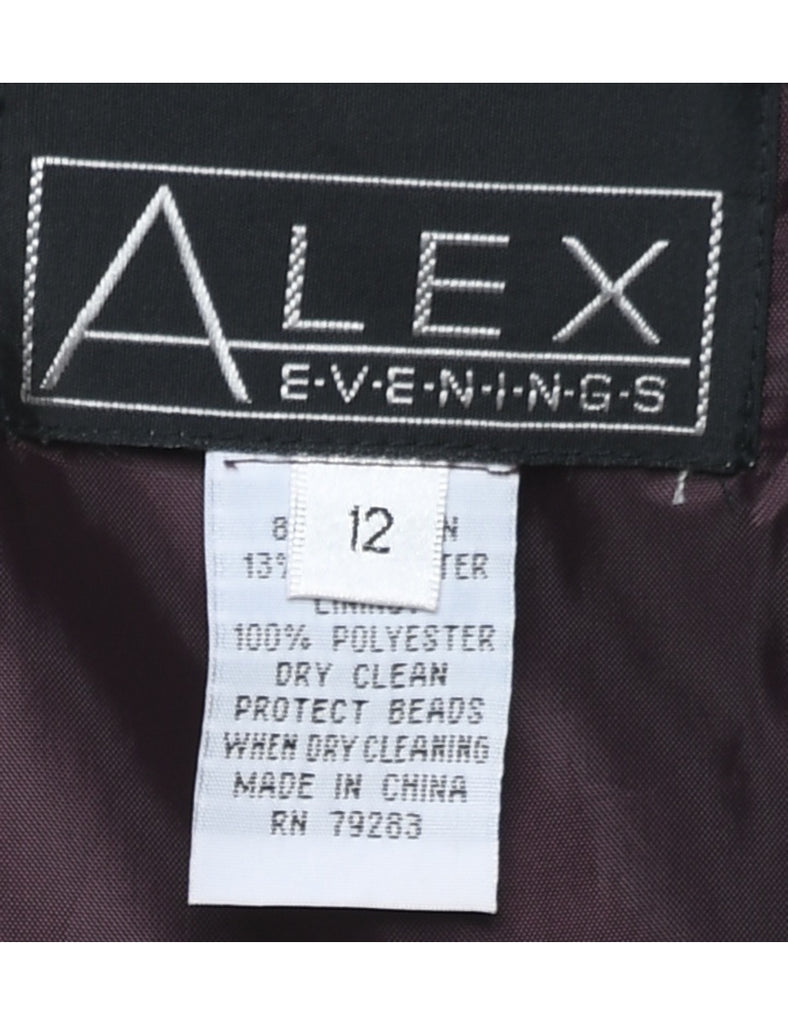 ALEX
E·V·E·N·I·N·G·S
12
100% POLYESTER
DRY CLEAN
PROTECT BEADS
WHEN DRY CLEANING
MADE IN CHINA
RN 79283